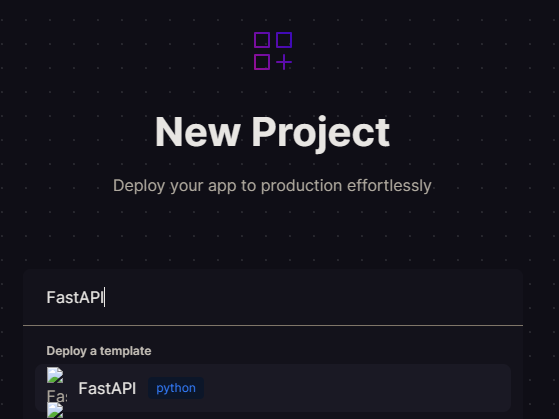 New Project
Deploy your app to production effortlessly
FastAPI
Deploy a template
Fas
FastAPI
python